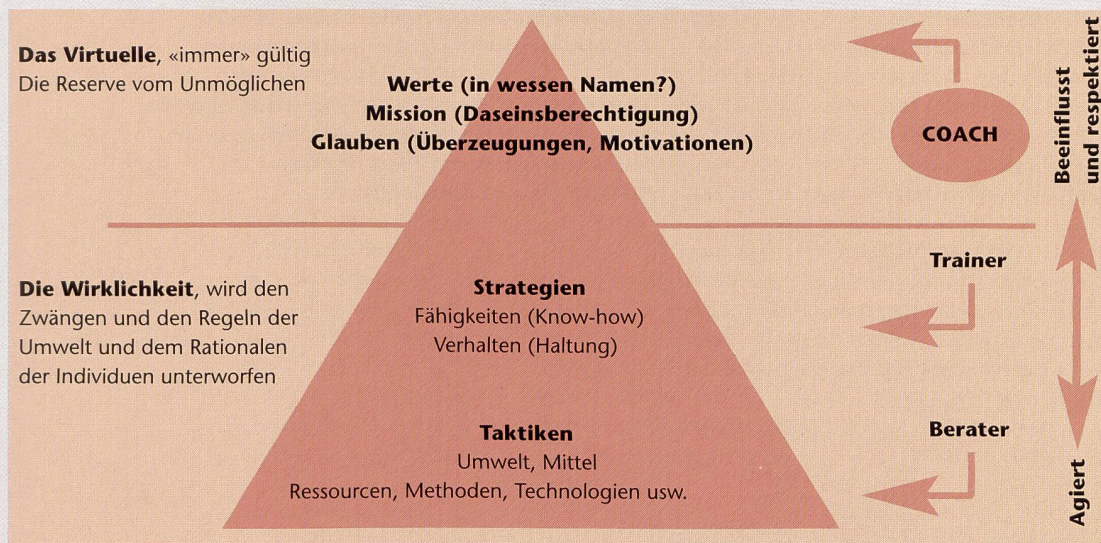 Das Virtuelle, «immer» gültig
Die Reserve vom Unmöglichen
Werte (in wessen Namen?)
Mission (Daseinsberechtigung)
Glauben (Überzeugungen, Motivationen)
COACH
Beeinflusst
und respektiert
Die Wirklichkeit, wird den
Zwängen und den Regeln der
Umwelt und dem Rationalen
der Individuen unterworfen
Strategien
Fähigkeiten (Know-how)
Verhalten (Haltung)
Trainer
Taktiken
Umwelt, Mittel
Ressourcen, Methoden, Technologien usw.
Berater
Agiert